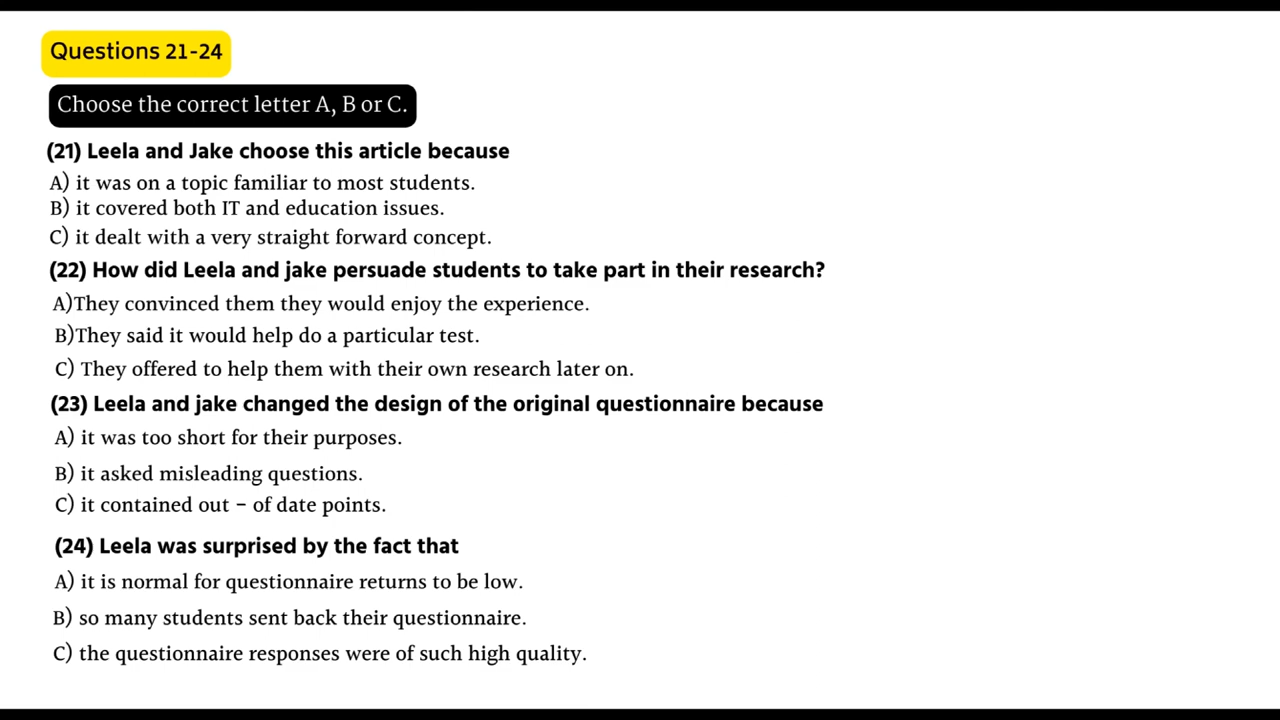 Questions 21-24
Choose the correct letter A, B or C.
(21) Leela and Jake choose this article because
A) it was on a topic familiar to most students.
B) it covered both IT and education issues.
C) it dealt with a very straight forward concept.
(22) How did Leela and jake persuade students to take part in their research?
A)They convinced them they would enjoy the experience.
B)They said it would help do a particular test.
C) They offered to help them with their own research later on.
(23) Leela and jake changed the design of the original questionnaire because
A) it was too short for their purposes.
B) it asked misleading questions.
C) it contained out - of date points.
(24) Leela was surprised by the fact that
A) it is normal for questionnaire returns to be low.
B) so many students sent back their questionnaire.
C) the questionnaire responses were of such high quality.